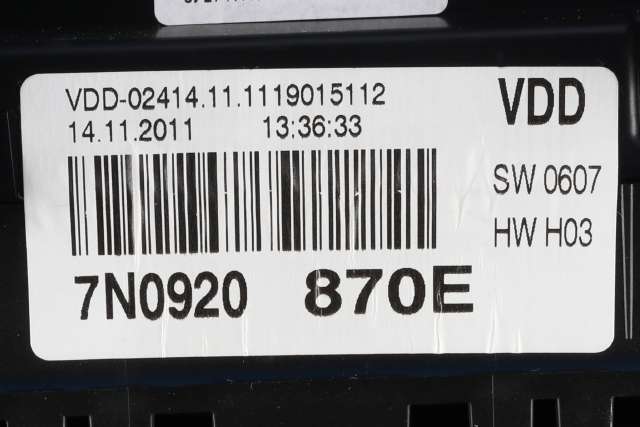 VDD-02414.11.1119015112
14.11.2011 13:36:33
VDD
SW 0607
HW H03
7N0920 870E